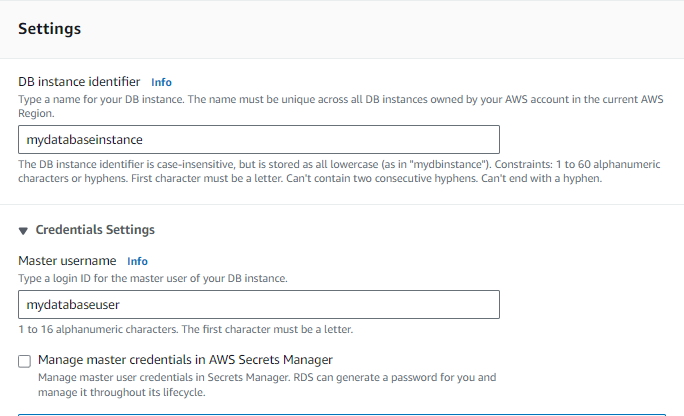 Settings
DB instance identifier Info
Type a name for your DB instance. The name must be unique across all DB instances owned by your AWS account in the current AWS
Region.
mydatabaseinstance
The DB instance identifier is case-insensitive, but is stored as all lowercase (as in "mydbinstance"). Constraints: 1 to 60 alphanumeric
characters or hyphens. First character must be a letter. Can't contain two consecutive hyphens. Can't end with a hyphen.
Credentials Settings
Master username Info
Type a login ID for the master user of your DB instance.
mydatabaseuser
1 to 16 alphanumeric characters. The first character must be a letter.
Manage master credentials in AWS Secrets Manager
Manage master user credentials in Secrets Manager. RDS can generate a password for you and
manage it throughout its lifecycle.